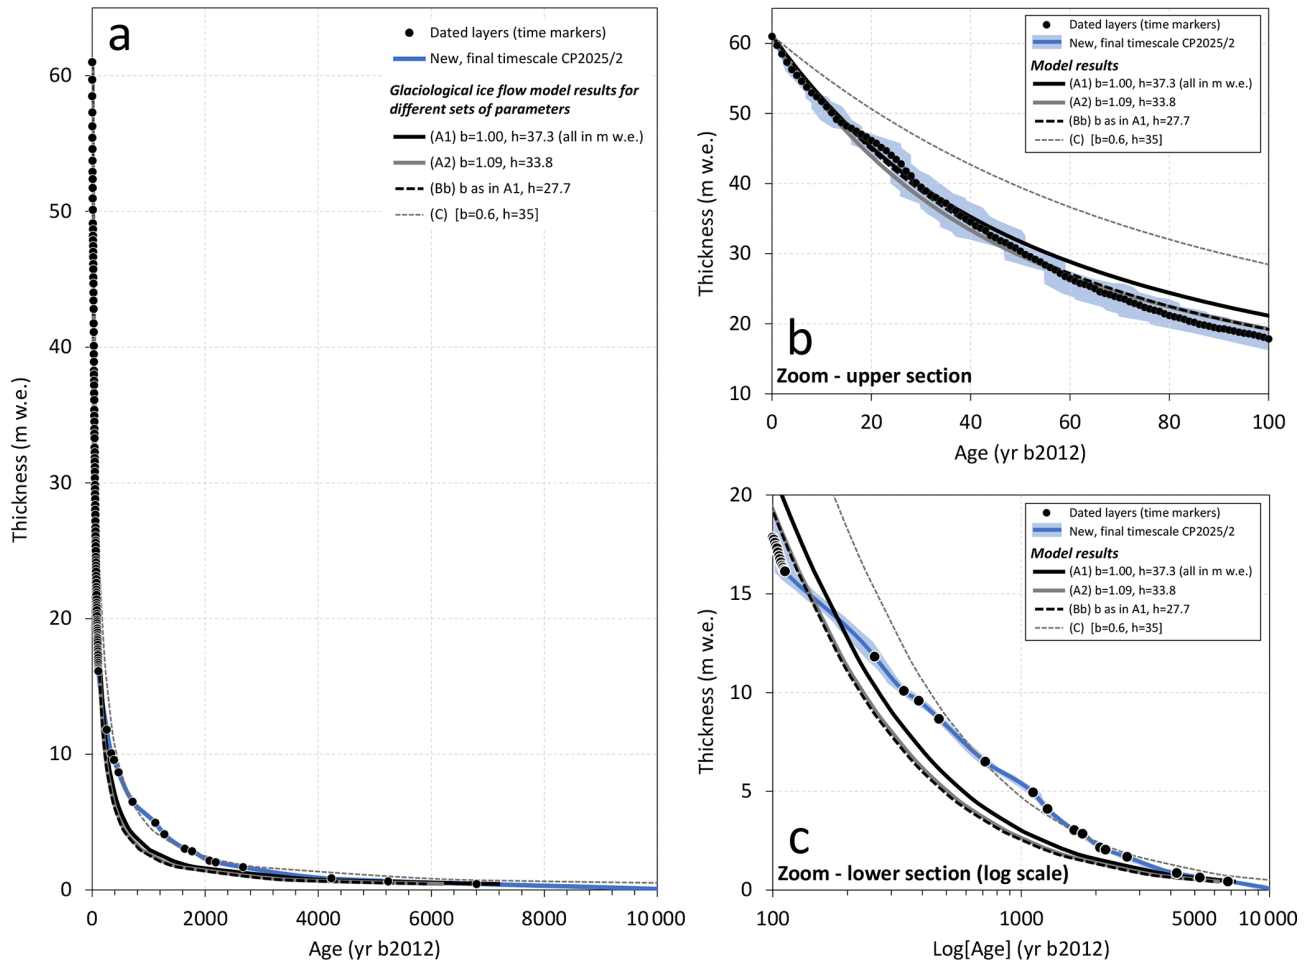 a
Dated layers (time markers)
New, final timescale CP2025/2
Glaciological ice flow model results for
different sets of parameters
(A1) b=1.00, h=37.3 (all in m w.e.)
(A2) b=1.09, h=33.8
(Bb) b as in A1, h=27.7
(C) [b=0.6, h=35]
Thickness (m w.e.)
60
50
40
30
20
10
0
0 2000 4000 6000 8000 10000
Age (yr b2012)
Dated layers (time markers)
New, final timescale CP2025/2
Model results
(A1) b=1.00, h=37.3 (all in m w.e.)
(A2) b=1.09, h=33.8
(Bb) b as in A1, h=27.7
(C) [b=0.6, h=35]
Thickness (m w.e.)
60
50
40
30
20
10
b
Zoom - upper section
0 20 40 60 80 100
Age (yr b2012)
Dated layers (time markers)
New, final timescale CP2025/2
Model results
(A1) b=1.00, h=37.3 (all in m w.e.)
(A2) b=1.09, h=33.8
(Bb) b as in A1, h=27.7
(C) [b=0.6, h=35]
Thickness (m w.e.)
20
15
10
5
0
c
Zoom - lower section (log scale)
100 1000 5000 10000
Log[Age] (yr b2012)